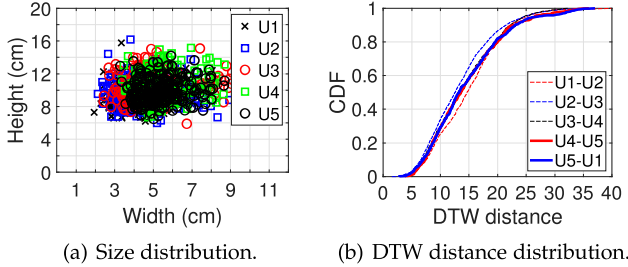 20
16
12
8
4
0
Height (cm)
1 3 5 7 9 11
Width (cm)
U1
U2
U3
U4
U5
(a) Size distribution.
1
0.8
0.6
0.4
0.2
0
CDF
0 5 10 15 20 25 30 35 40
DTW distance
U1-U2
U2-U3
U3-U4
U4-U5
U5-U1
(b) DTW distance distribution.